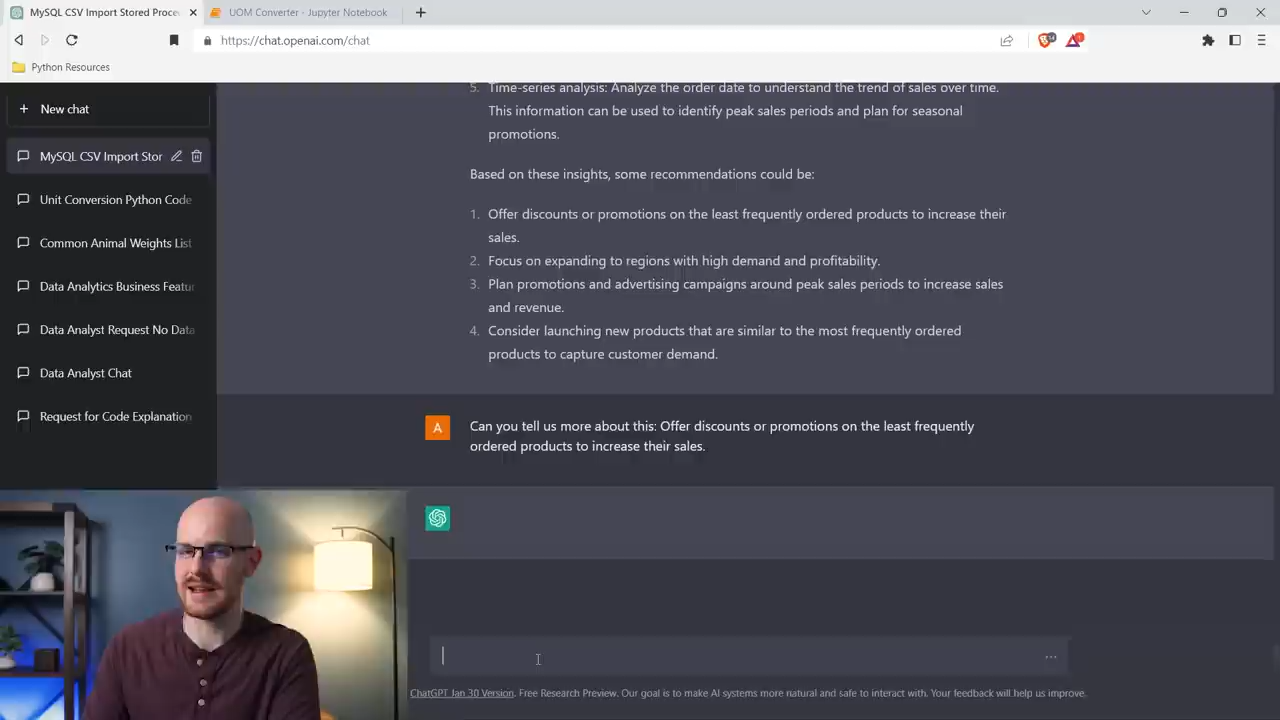 MySQL CSV Import Stored Proce
UOM Converter - Jupyter Notebook
https://chat.openai.com/chat
Python Resources
New chat
MySQL CSV Import Stor
Unit Conversion Python Code
Common Animal Weights List
Data Analytics Business Featur
Data Analyst Request No Data
Data Analyst Chat
Request for Code Explanation
5. Time-series analysis: Analyze the order date to understand the trend of sales over time.
This information can be used to identify peak sales periods and plan for seasonal
promotions.
Based on these insights, some recommendations could be:
1. Offer discounts or promotions on the least frequently ordered products to increase their
sales.
2. Focus on expanding to regions with high demand and profitability.
3. Plan promotions and advertising campaigns around peak sales periods to increase sales
and revenue.
4. Consider launching new products that are similar to the most frequently ordered
products to capture customer demand.
A
Can you tell us more about this: Offer discounts or promotions on the least frequently
ordered products to increase their sales.
ChatGPT Jan 30 Version. Free Research Preview. Our goal is to make AI systems more natural and safe to interact with. Your feedback will help us improve.